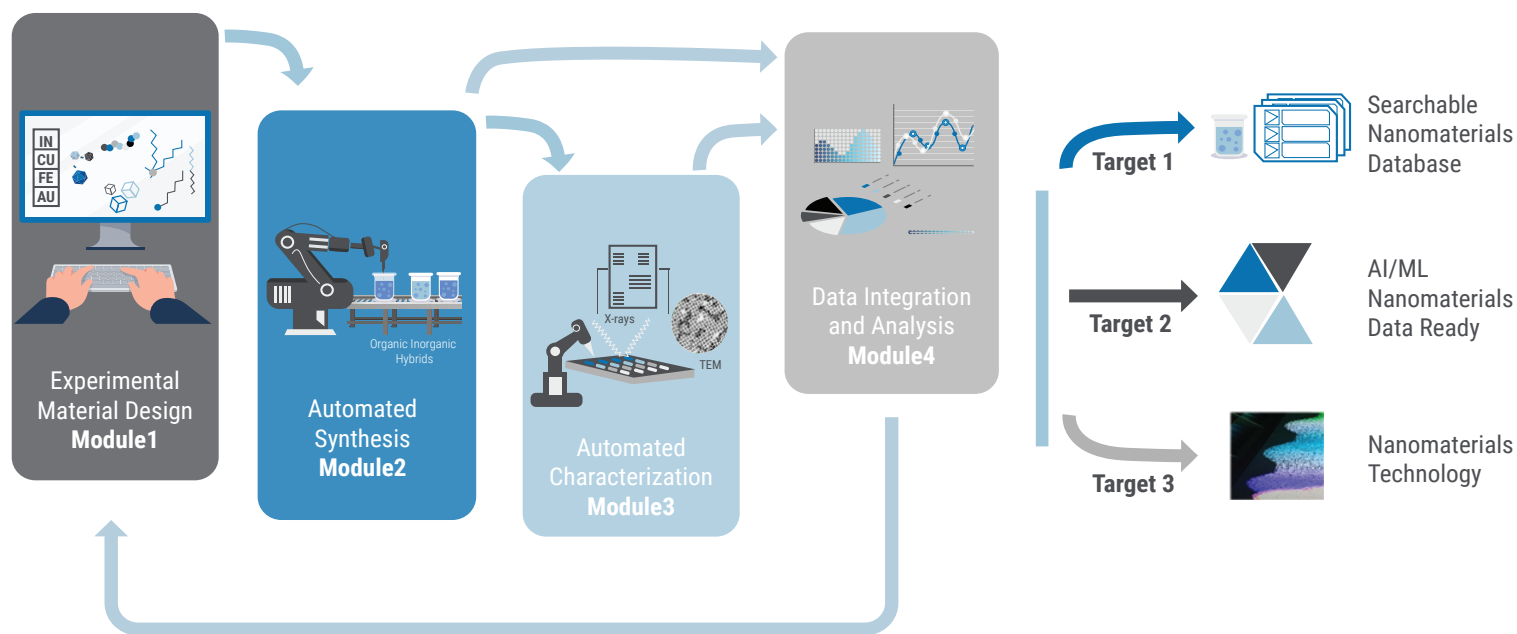 IN
CU
FE
AU
Experimental
Material Design
Module1
Organic Inorganic
Hybrids
Automated
Synthesis
Module2
X-rays
TEM
Automated
Characterization
Module3
Data Integration
and Analysis
Module4
Target 1
Searchable
Nanomaterials
Database
Target 2
AI/ML
Nanomaterials
Data Ready
Target 3
Nanomaterials
Technology